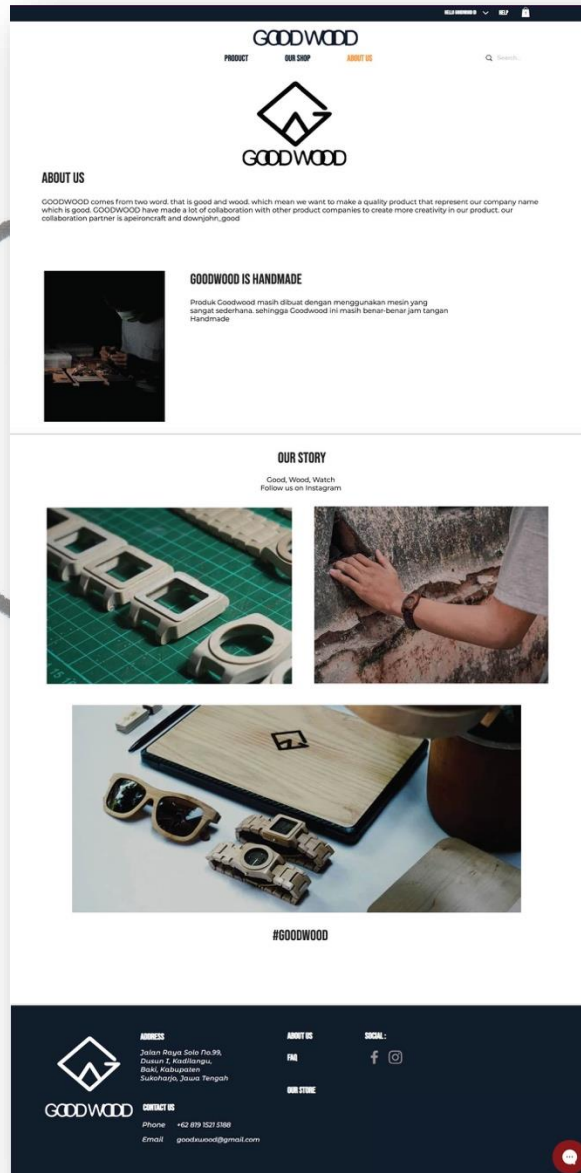 HELLO GOODWOOD ID
HELP
GOODWOOD
PRODUCT
OUR SHOP
ABOUT US
Search...
GOODWOOD
ABOUT US
GOODWOOD comes from two word. that is good and wood. which mean we want to make a quality product that represent our company name
which is good. GOODWOOD have made a lot of collaboration with other product companies to create more creativity in our product. our
collaboration partner is apeironcraft and downjohn_good
GOODWOOD IS HANDMADE
Produk Goodwood masih dibuat dengan menggunakan mesin yang
sangat sederhana. sehingga Goodwood ini masih benar-benar jam tangan
Handmade
OUR STORY
Good, Wood, Watch
Follow us on Instagram
#GOODWOOD
GOODWOOD
ADDRESS
Jalan Raya Solo No.99,
Dusun I, Kadilangu,
Baki, Kabupaten
Sukoharjo, Jawa Tengah
CONTACT US
Phone +62 819 1521 5188
Email goodxwood@gmail.com
ABOUT US
FAQ
OUR STORE
SOCIAL :